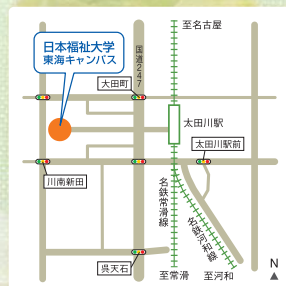 至名古屋
日本福祉大学
東海キャンパス
国道247
大田町
太田川駅
太田川駅前
川南新田
名鉄常滑線
名鉄河和線
呉天石
至常滑
至河和
N